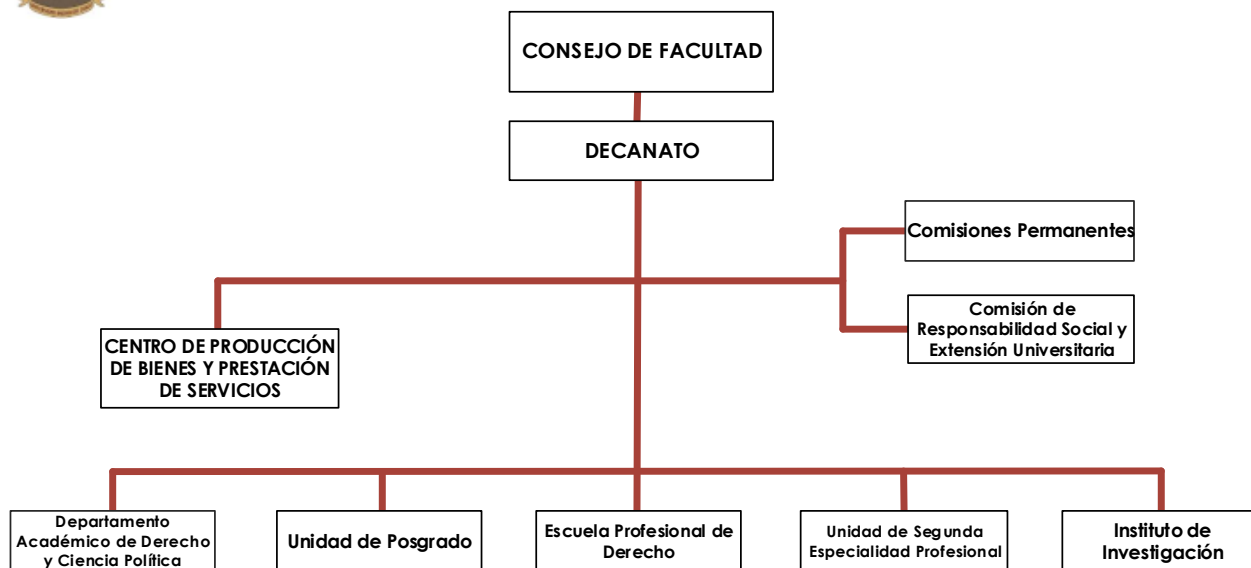 CONSEJO DE FACULTAD
DECANATO
Comisiones Permanentes
Comisión de
Responsabilidad Social y
Extensión Universitaria
CENTRO DE PRODUCCIÓN
DE BIENES Y PRESTACIÓN
DE SERVICIOS
Departamento
Académico de Derecho
y Ciencia Política
Unidad de Posgrado
Escuela Profesional de
Derecho
Unidad de Segunda
Especialidad Profesional
Instituto de
Investigación